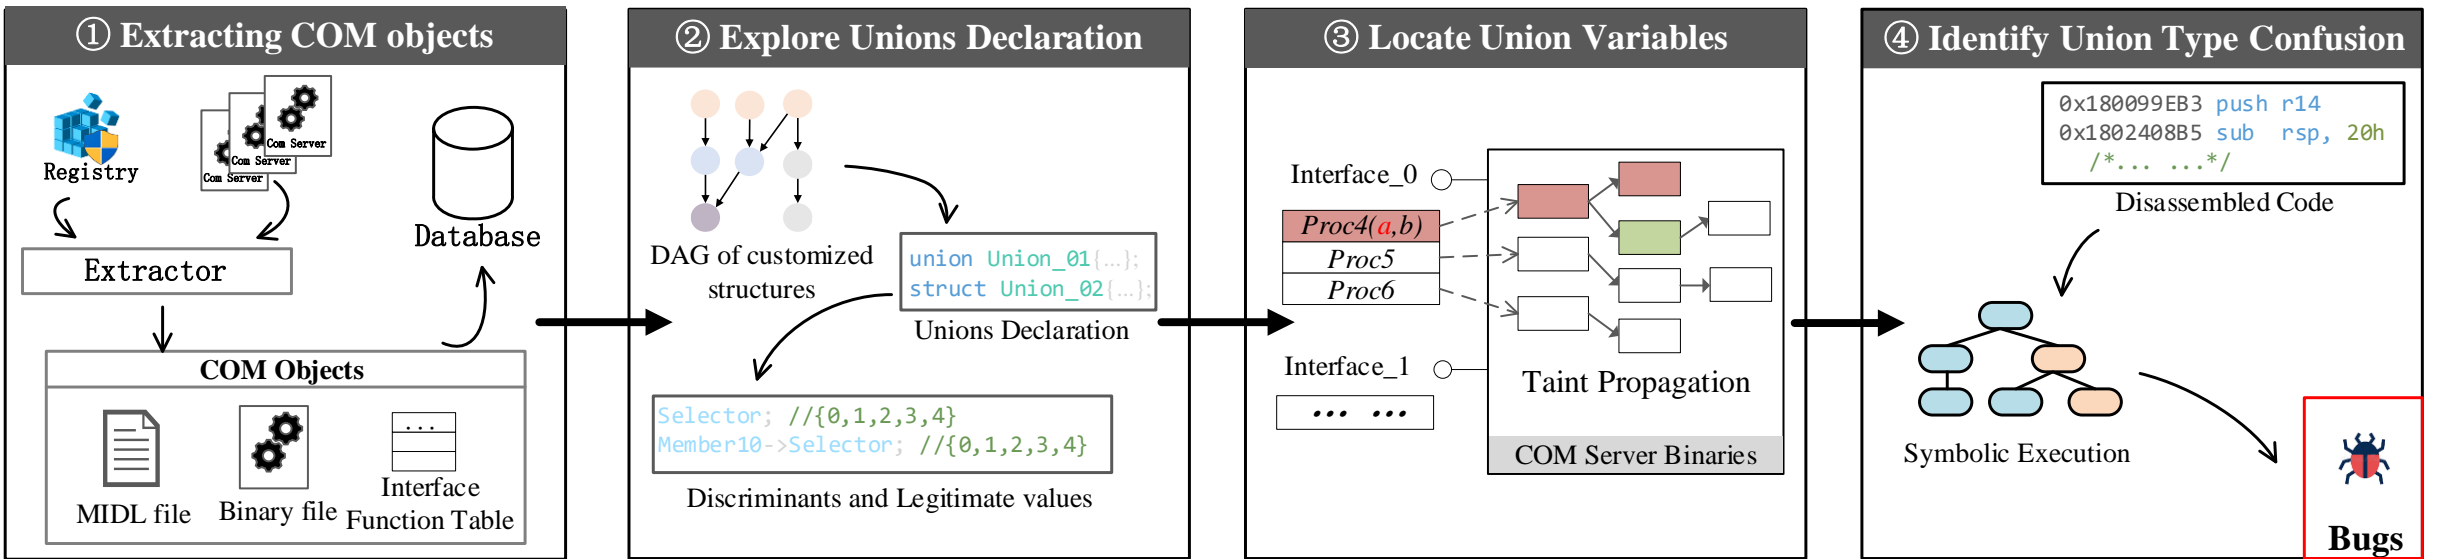 ① Extracting COM objects
Registry
Com Server
Com Server
Com Server
Extractor
Database
COM Objects
MIDL file
Binary file
...
Interface
Function Table
② Explore Unions Declaration
DAG of customized
structures
union Union_01{...};
struct Union_02{...};
Unions Declaration
Selector; //{0,1,2,3,4}
Member10->Selector; //{0,1,2,3,4}
Discriminants and Legitimate values
③ Locate Union Variables
Interface_0
Proc4(a,b)
Proc5
Proc6
Interface_1
... ...
Taint Propagation
COM Server Binaries
④ Identify Union Type Confusion
0x180099EB3 push r14
0x1802408B5 sub rsp, 20h
/*... ...*/
Disassembled Code
Symbolic Execution
Bugs